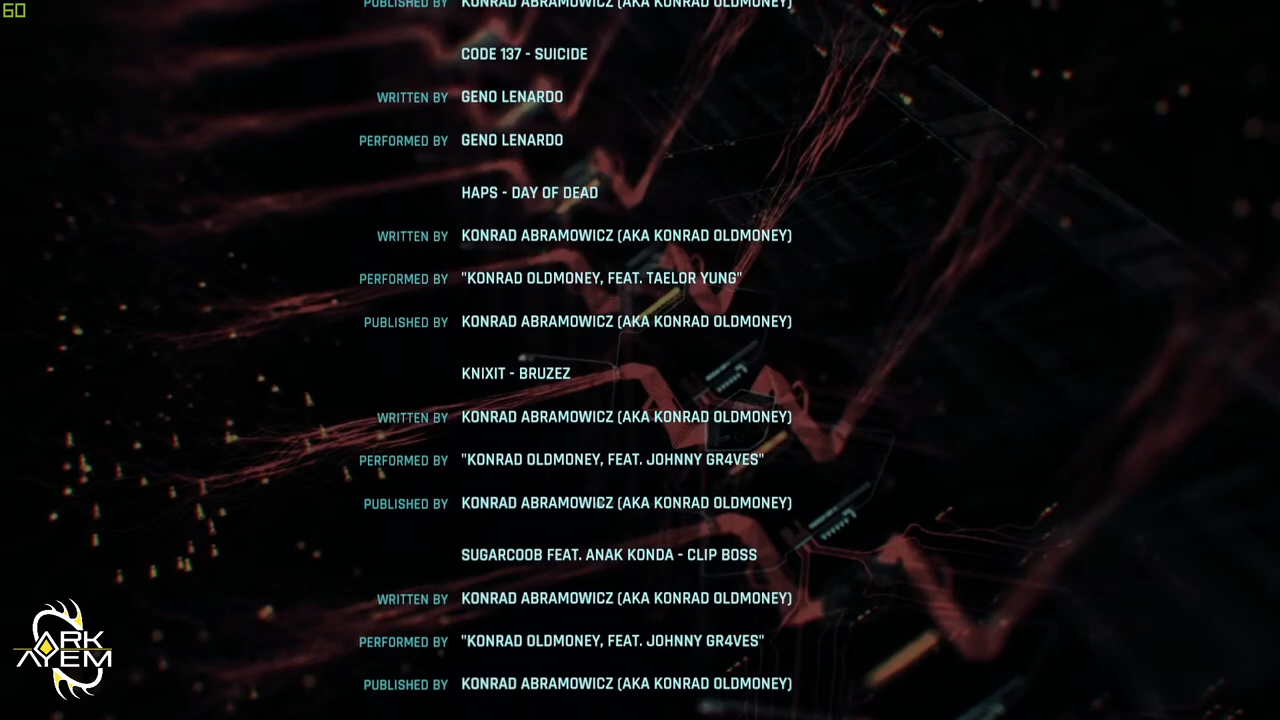 60
PUBLISHED BY KONRAD ABRAMOWICZ (AKA KONRAD OLDMONEY)
CODE 137 - SUICIDE
WRITTEN BY GENO LENARDO
PERFORMED BY GENO LENARDO
HAPS - DAY OF DEAD
WRITTEN BY KONRAD ABRAMOWICZ (AKA KONRAD OLDMONEY)
PERFORMED BY "KONRAD OLDMONEY, FEAT. TAELOR YUNG"
PUBLISHED BY KONRAD ABRAMOWICZ (AKA KONRAD OLDMONEY)
KNIXIT - BRUZEZ
WRITTEN BY KONRAD ABRAMOWICZ (AKA KONRAD OLDMONEY)
PERFORMED BY "KONRAD OLDMONEY, FEAT. JOHNNY GR4VES"
PUBLISHED BY KONRAD ABRAMOWICZ (AKA KONRAD OLDMONEY)
SUGARCOOB FEAT. ANAK KONDA - CLIP BOSS
WRITTEN BY KONRAD ABRAMOWICZ (AKA KONRAD OLDMONEY)
PERFORMED BY "KONRAD OLDMONEY, FEAT. JOHNNY GR4VES"
PUBLISHED BY KONRAD ABRAMOWICZ (AKA KONRAD OLDMONEY)
ARK
AYEM